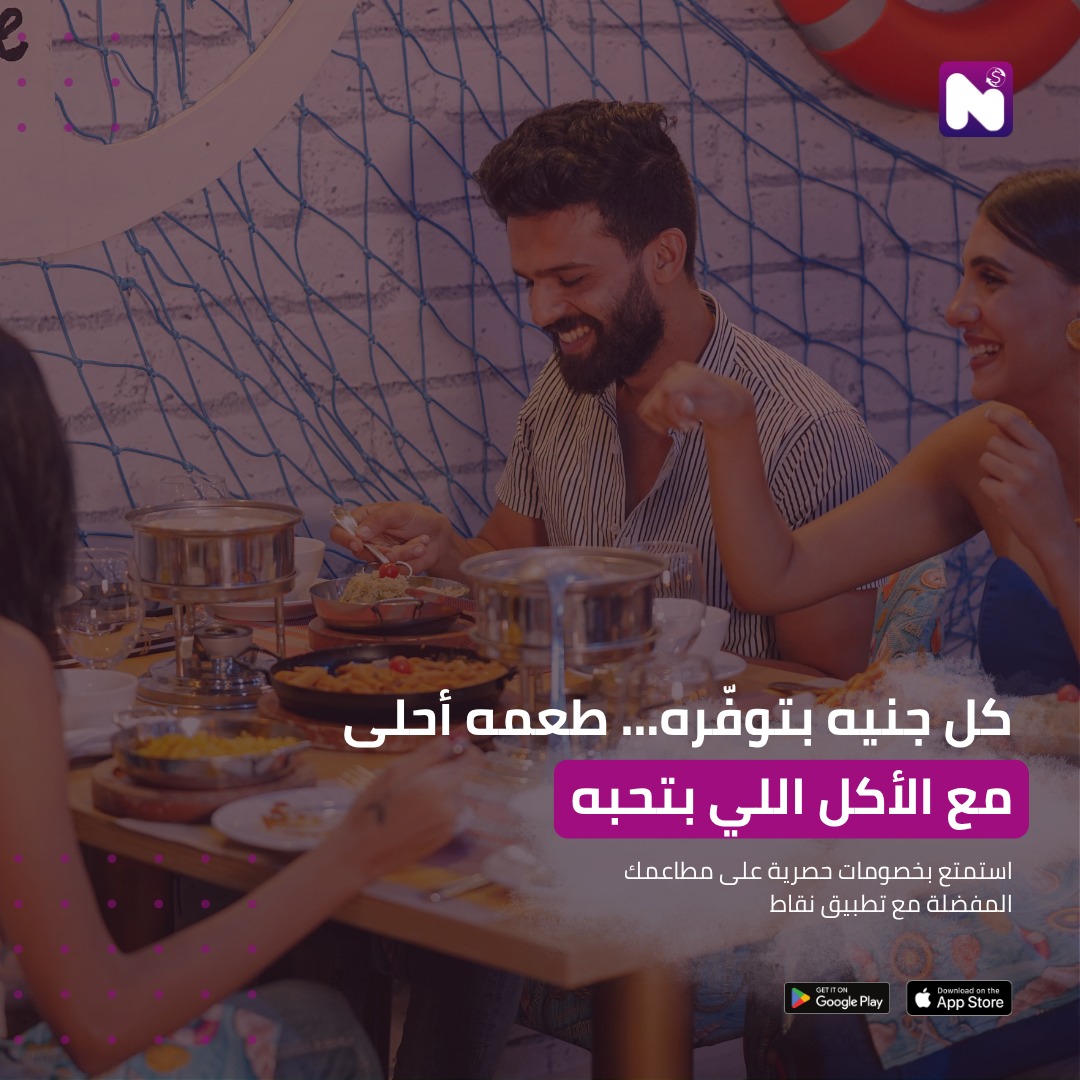 N
كل جنيه بتوفّره... طعمه أحلى
مع الأكل اللي بتحبه
استمتع بخصومات حصرية على مطاعمك
المفضلة مع تطبيق نقاط
GET IT ON
Google Play
Download on the
App Store